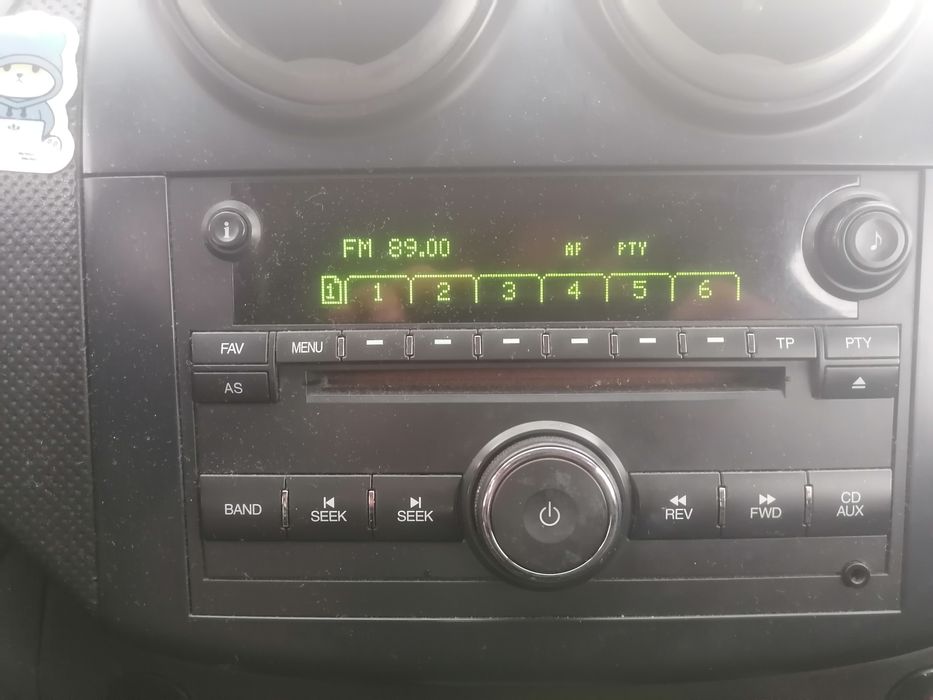 i
FM 89.00 AF PTY
1 1 2 3 4 5 6
FAV MENU TP PTY
AS
BAND SEEK SEEK REV FWD CD
AUX